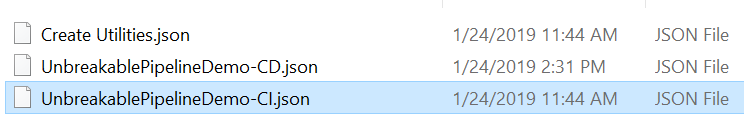 Create Utilities.json 1/24/2019 11:44 AM JSON File
UnbreakablePipelineDemo-CD.json 1/24/2019 2:31 PM JSON File
UnbreakablePipelineDemo-CI.json 1/24/2019 11:44 AM JSON File